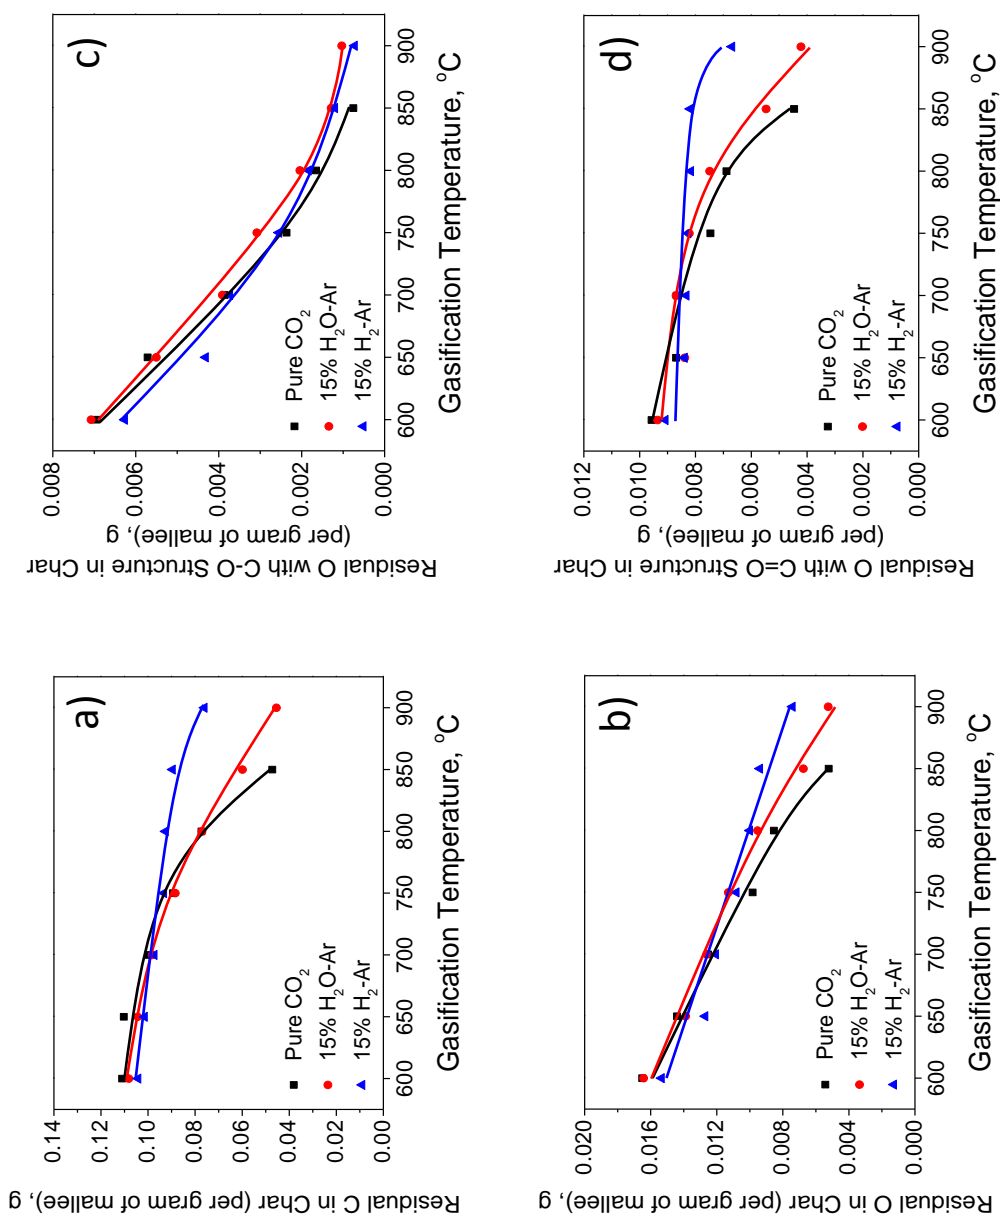 a)
Residual C in Char (per gram of mallee), g
0.14
0.12
0.10
0.08
0.06
0.04
0.02
0.00
Pure CO₂
15% H₂O-Ar
15% H₂-Ar
600 650 700 750 800 850 900
Gasification Temperature, °C
b)
Residual O in Char (per gram of mallee), g
0.020
0.016
0.012
0.008
0.004
0.000
Pure CO₂
15% H₂O-Ar
15% H₂-Ar
600 650 700 750 800 850 900
Gasification Temperature, °C
c)
Residual O with C-O Structure in Char
(per gram of mallee), g
0.008
0.006
0.004
0.002
0.000
Pure CO₂
15% H₂O-Ar
15% H₂-Ar
600 650 700 750 800 850 900
Gasification Temperature, °C
d)
Residual O with C=O Structure in Char
(per gram of mallee), g
0.012
0.010
0.008
0.006
0.004
0.002
0.000
Pure CO₂
15% H₂O-Ar
15% H₂-Ar
600 650 700 750 800 850 900
Gasification Temperature, °C